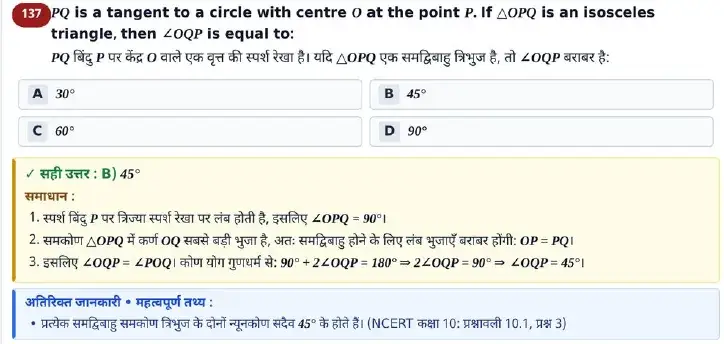 137 PQ is a tangent to a circle with centre O at the point P. If △OPQ is an isosceles
triangle, then ∠OQP is equal to:
PQ बिंदु P पर केंद्र O वाले एक वृत्त की स्पर्श रेखा है। यदि △OPQ एक समद्विबाहु त्रिभुज है, तो ∠OQP बराबर है:
A 30° B 45°
C 60° D 90°
✓ सही उत्तर : B) 45°
समाधान :
1. स्पर्श बिंदु P पर त्रिज्या स्पर्श रेखा पर लंब होती है, इसलिए ∠OPQ = 90°।
2. समकोण △OPQ में कर्ण OQ सबसे बड़ी भुजा है, अतः समद्विबाहु होने के लिए लंब भुजाएँ बराबर होंगी: OP = PQ।
3. इसलिए ∠OQP = ∠POQ। कोण योग गुणधर्म से: 90° + 2∠OQP = 180° ⇒ 2∠OQP = 90° ⇒ ∠OQP = 45°।
अतिरिक्त जानकारी • महत्वपूर्ण तथ्य :
• प्रत्येक समद्विबाहु समकोण त्रिभुज के दोनों न्यूनकोण सदैव 45° के होते हैं। (NCERT कक्षा 10: प्रश्नावली 10.1, प्रश्न 3)